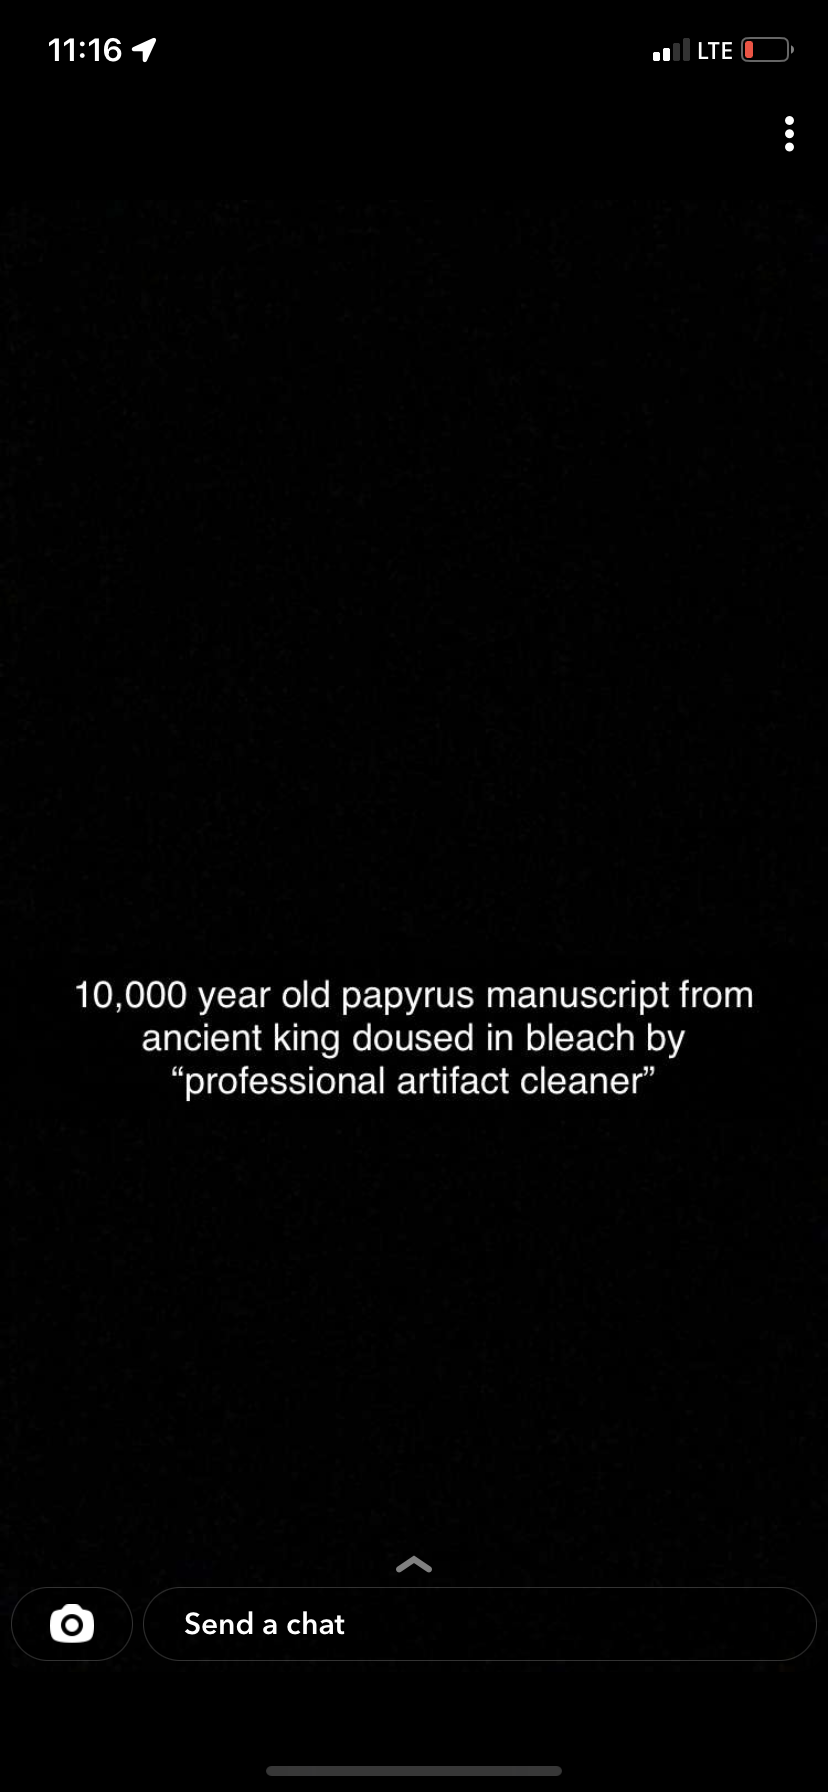 11:16
LTE
10,000 year old papyrus manuscript from
ancient king doused in bleach by
“professional artifact cleaner”
Send a chat